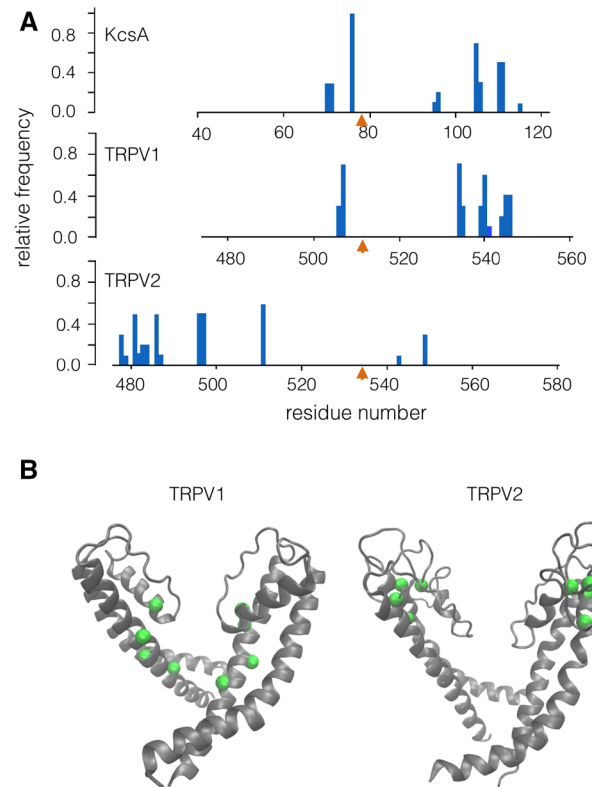 A
KcsA
0.8
0.4
0.0
40 60 80 100 120
TRPV1
0.8
0.4
0.0
480 500 520 540 560
TRPV2
0.8
0.4
0.0
480 500 520 540 560 580
relative frequency
residue number
B
TRPV1 TRPV2